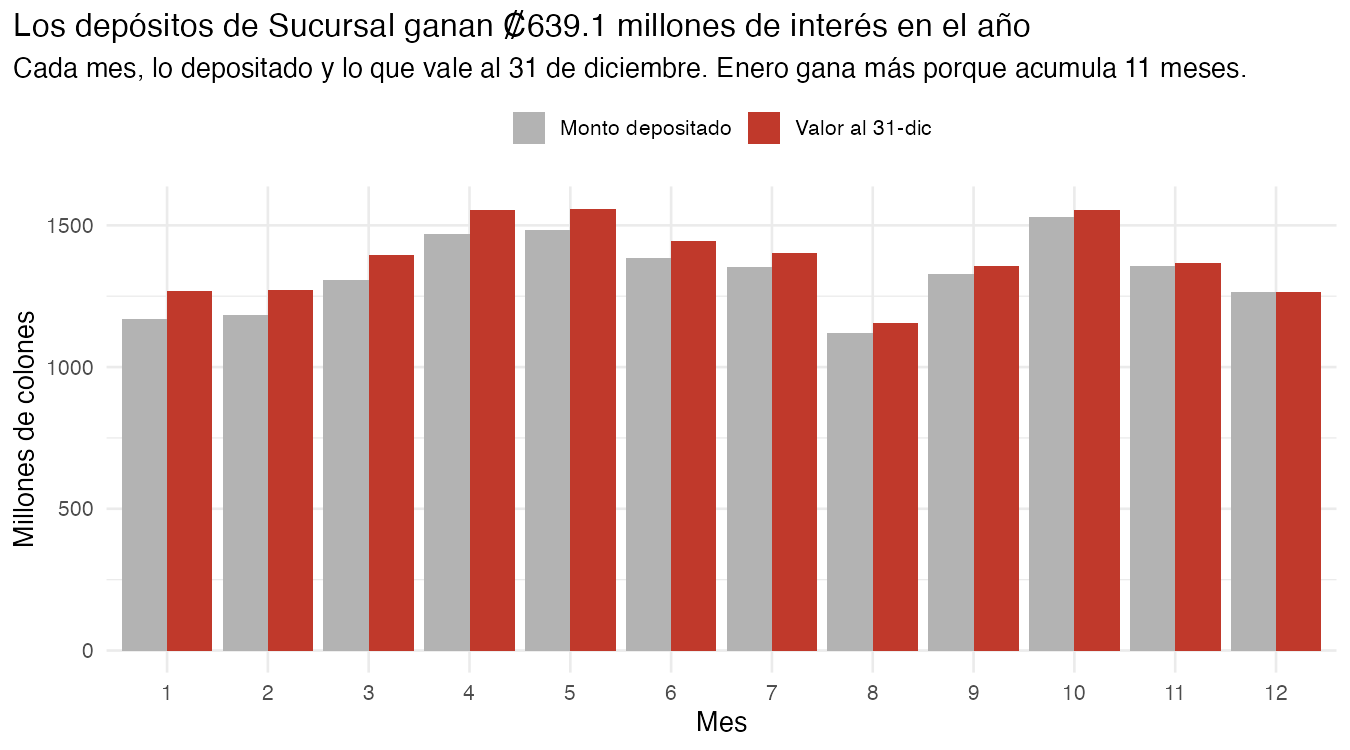 Los depósitos de Sucursal ganan ₡639.1 millones de interés en el año
Cada mes, lo depositado y lo que vale al 31 de diciembre. Enero gana más porque acumula 11 meses.
Monto depositado
Valor al 31-dic
Millones de colones
1500
1000
500
0
1 2 3 4 5 6 7 8 9 10 11 12
Mes